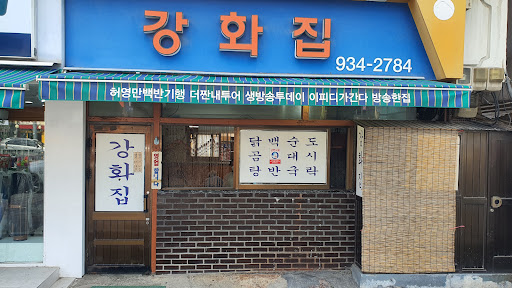 강화집
934-2784
허영만백반기행 더짠내투어 생방송투데이 이피디가간다 방송한집
강화집
닭곰탕
백반
순대국
도시락